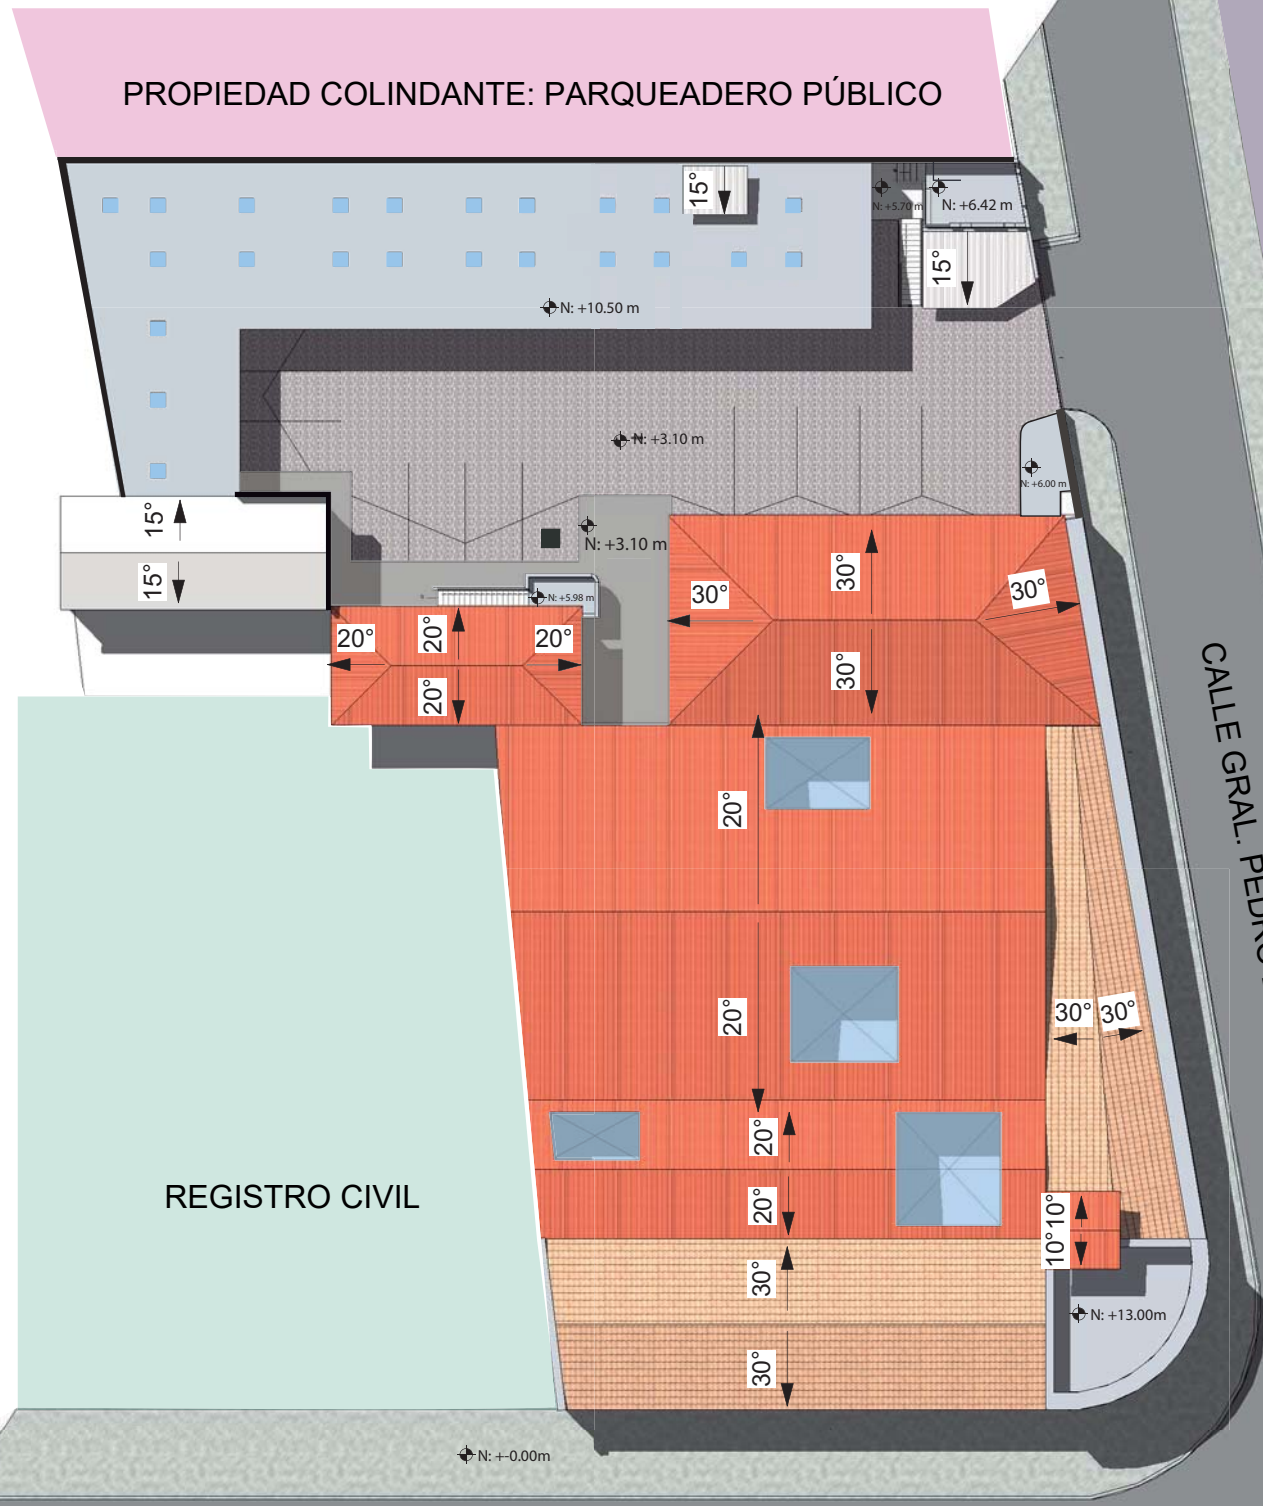 PROPIEDAD COLINDANTE: PARQUEADERO PÚBLICO
15°
N: +5.70 m
N: +6.42 m
15°
N: +10.50 m
N: +3.10 m
N: +6.00 m
15°
N: +3.10 m
15°
30°
30°
30°
N: +5.98 m
20°
20°
20°
30°
20°
CALLE GRAL. PEDRO
20°
20°
30°
30°
20°
REGISTRO CIVIL
20°
10°
10°
30°
N: +13.00m
30°
N: +-0.00m